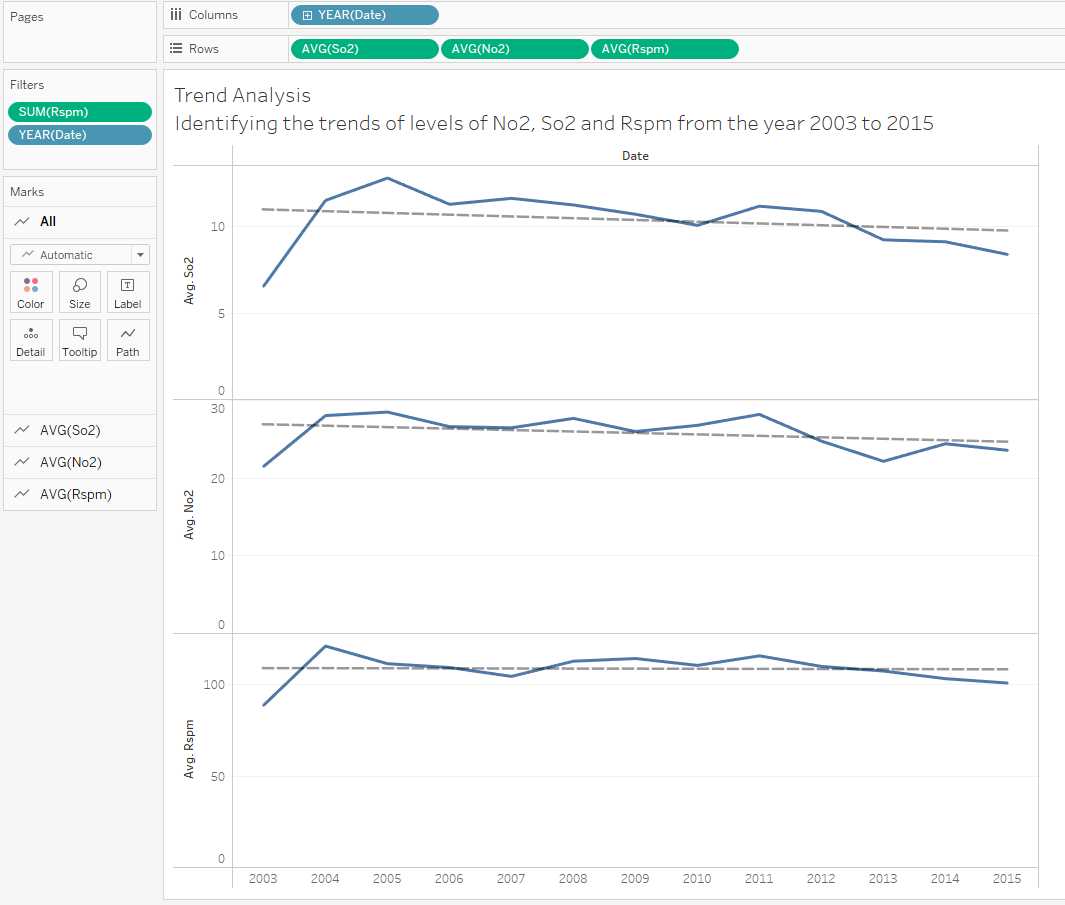 Pages
Columns
YEAR(Date)
Rows
AVG(So2) AVG(No2) AVG(Rspm)
Filters
SUM(Rspm)
YEAR(Date)
Marks
All
Automatic
Color Size Label
T
Detail Tooltip Path
AVG(So2)
AVG(No2)
AVG(Rspm)
Trend Analysis
Identifying the trends of levels of No2, So2 and Rspm from the year 2003 to 2015
Date
Avg. So2
10
5
0
Avg. No2
30
20
10
0
Avg. Rspm
100
50
0
2003 2004 2005 2006 2007 2008 2009 2010 2011 2012 2013 2014 2015